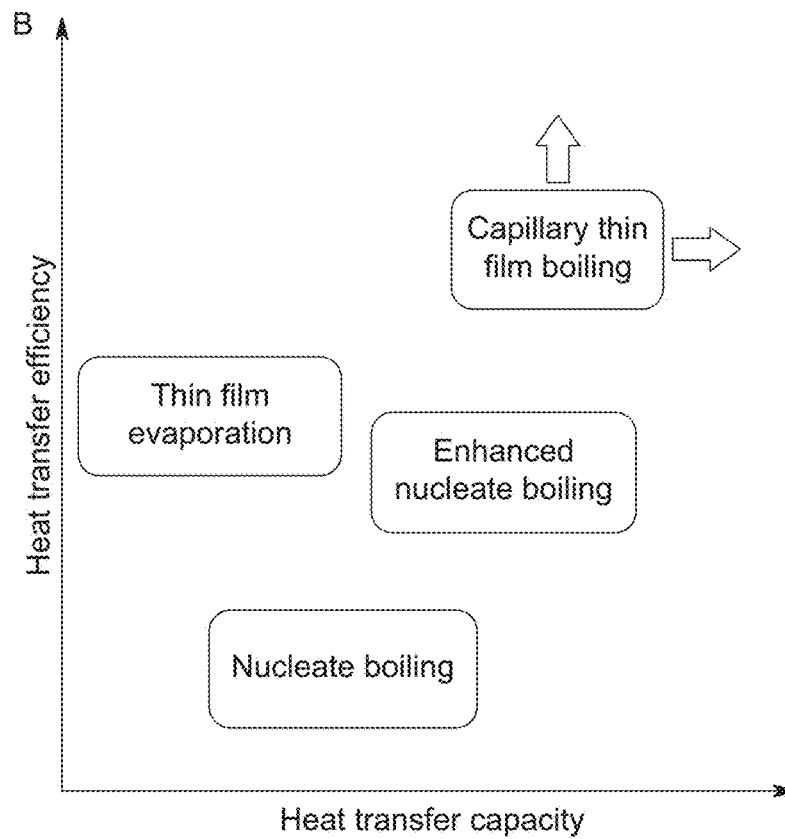 B
Heat transfer efficiency
Capillary thin
film boiling
Thin film
evaporation
Enhanced
nucleate boiling
Nucleate boiling
Heat transfer capacity